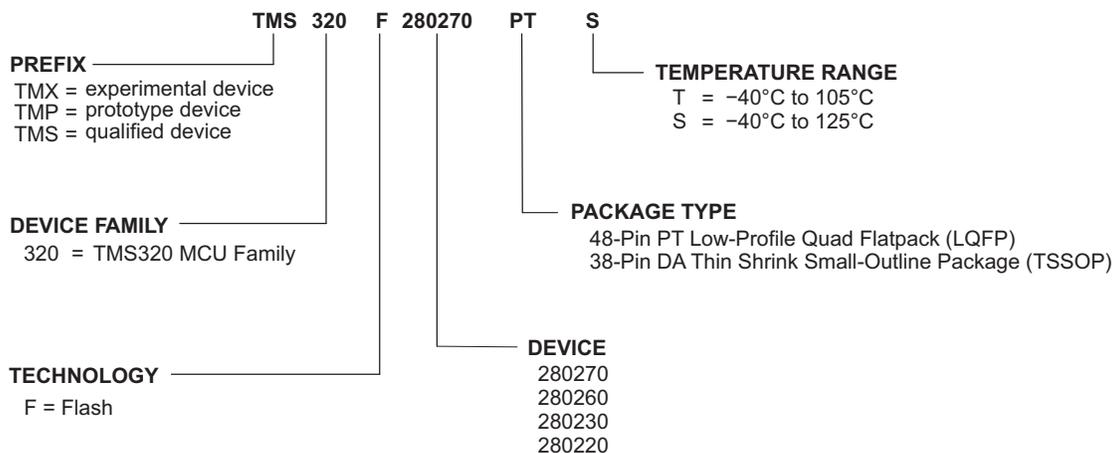 TMS 320 F 280270 PT S
PREFIX
TMX = experimental device
TMP = prototype device
TMS = qualified device
TEMPERATURE RANGE
T = −40°C to 105°C
S = −40°C to 125°C
DEVICE FAMILY
320 = TMS320 MCU Family
PACKAGE TYPE
48-Pin PT Low-Profile Quad Flatpack (LQFP)
38-Pin DA Thin Shrink Small-Outline Package (TSSOP)
TECHNOLOGY
F = Flash
DEVICE
280270
280260
280230
280220